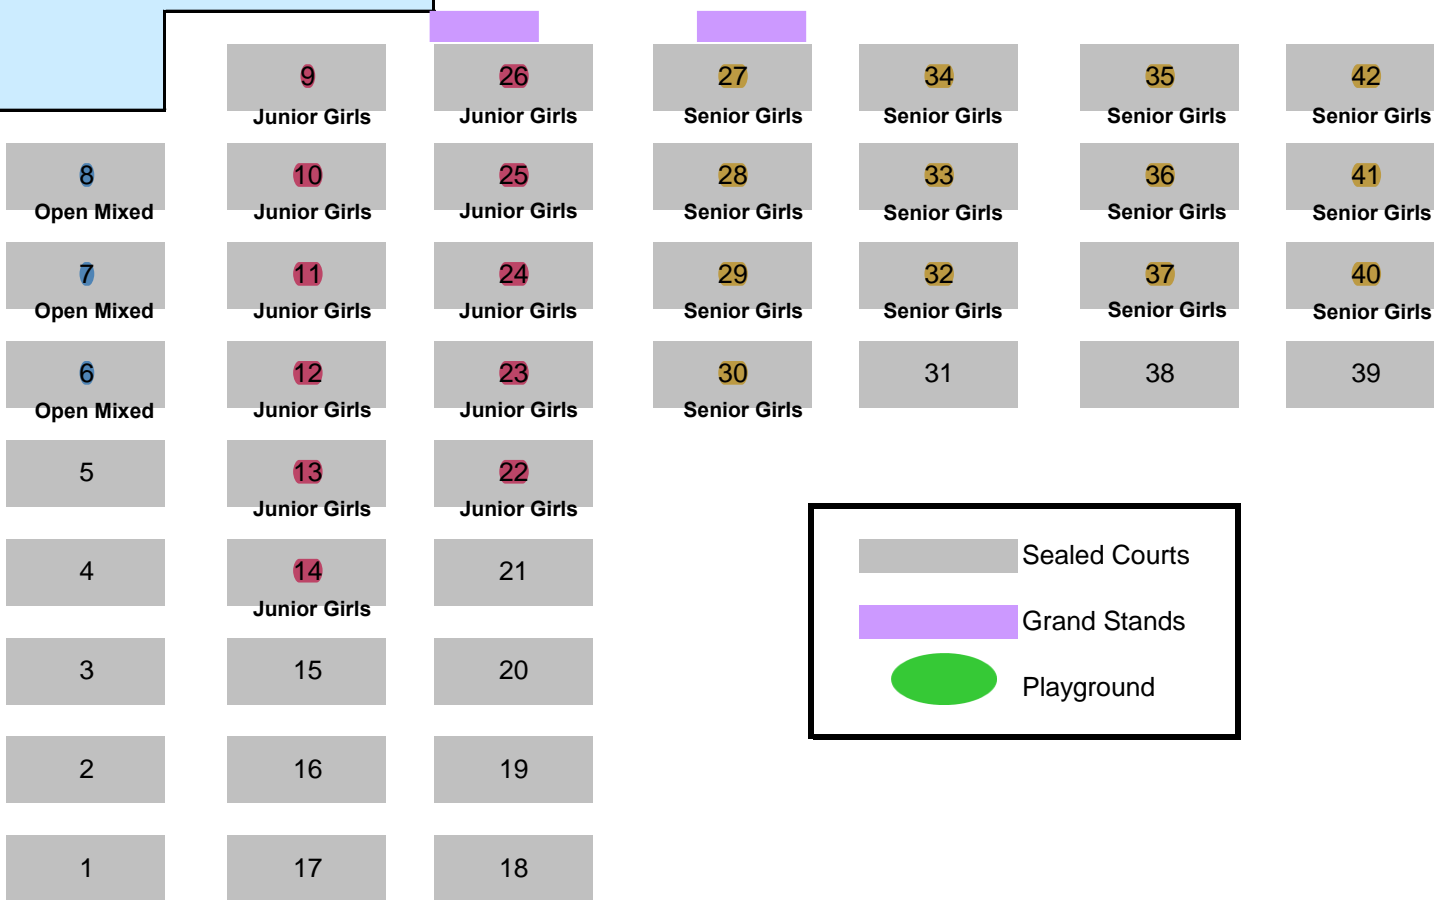 9 26 27 34 35 42
Junior Girls Junior Girls Senior Girls Senior Girls Senior Girls Senior Girls
8 10 25 28 33 36 41
Open Mixed Junior Girls Junior Girls Senior Girls Senior Girls Senior Girls Senior Girls
7 11 24 29 32 37 40
Open Mixed Junior Girls Junior Girls Senior Girls Senior Girls Senior Girls Senior Girls
6 12 23 30 31 38 39
Open Mixed Junior Girls Junior Girls Senior Girls
5 13 22
Junior Girls Junior Girls
4 14 21
Junior Girls
3 15 20
2 16 19
1 17 18
Sealed Courts
Grand Stands
Playground